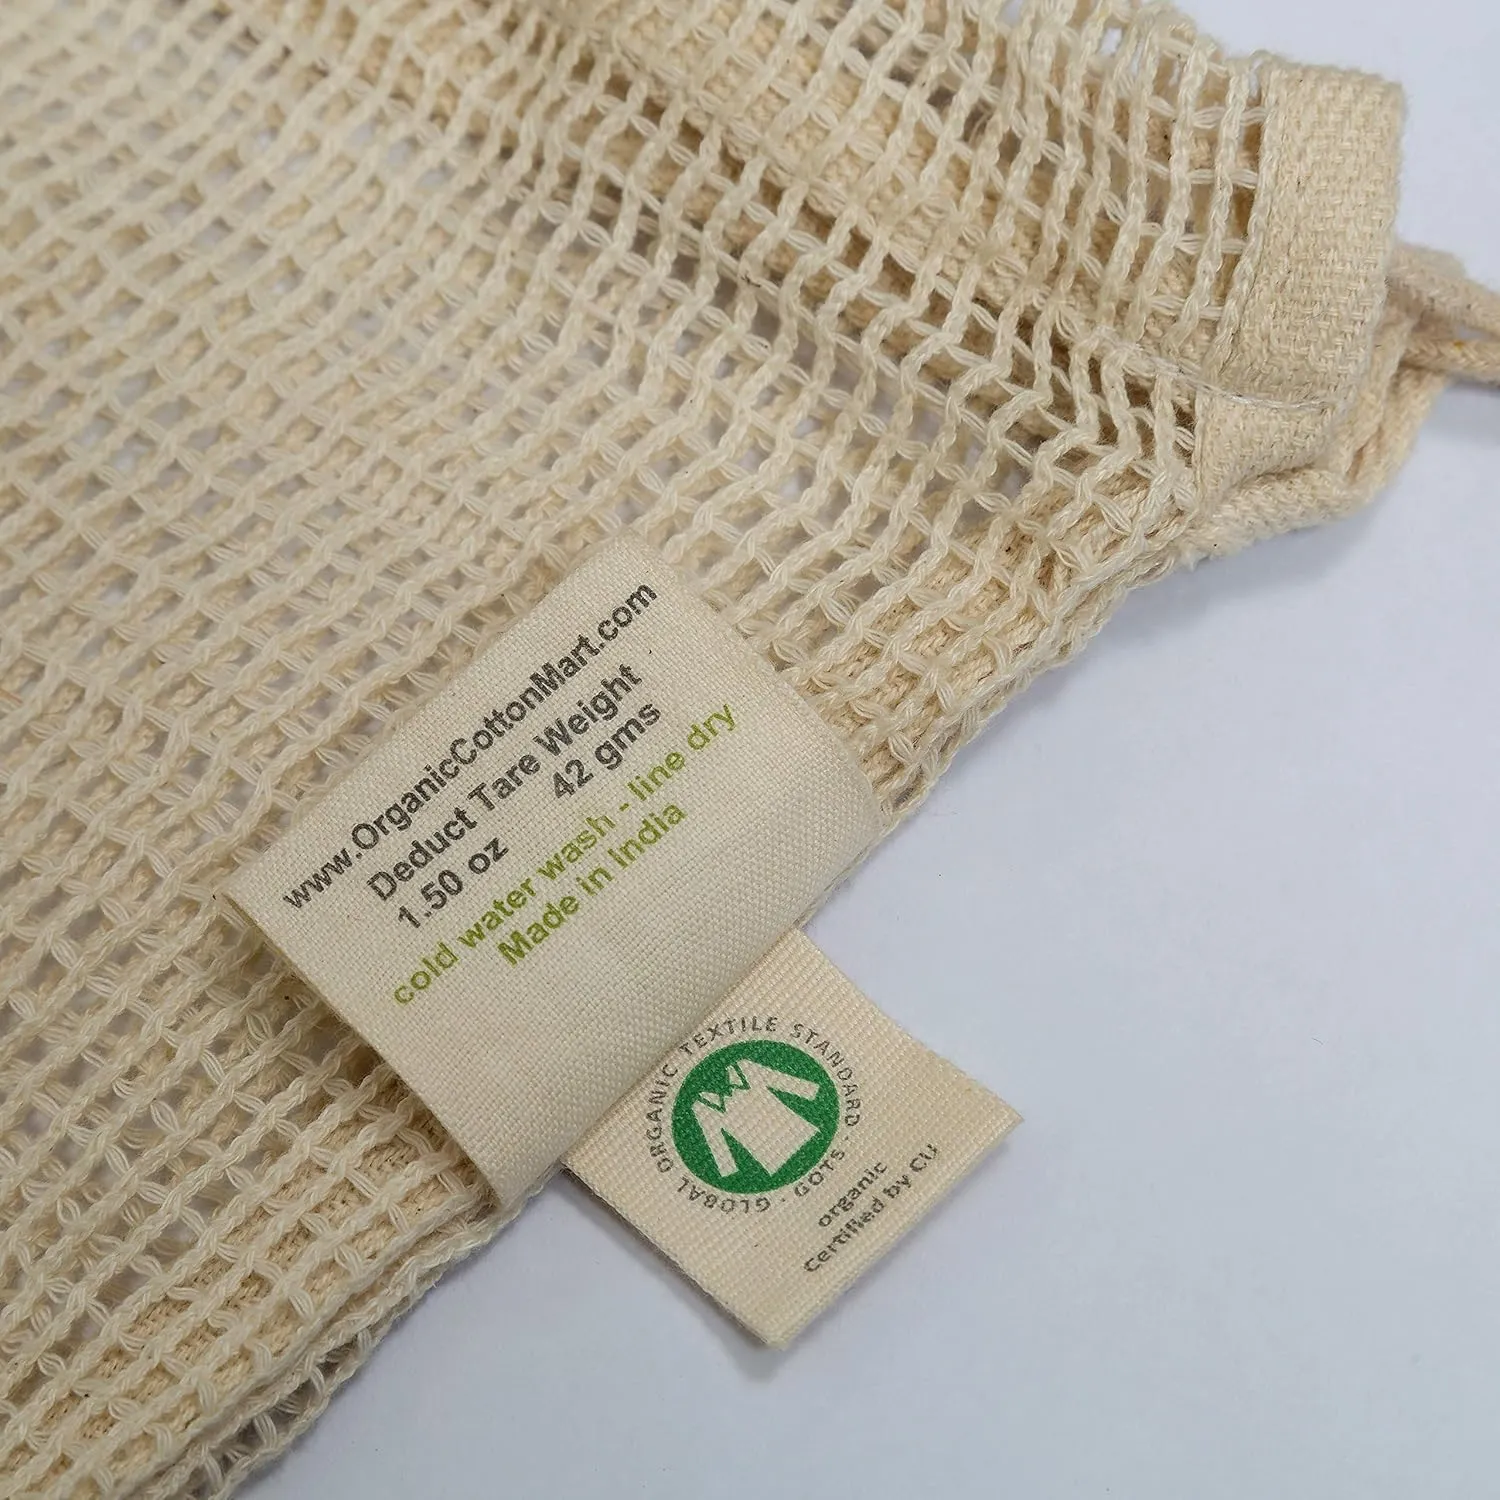 www.OrganicCottonMart.com
Deduct Tare Weight
1.50 oz 42 gms
cold water wash - line dry
Made in India
GLOBAL ORGANIC TEXTILE STANDARD · GOTS ·
organic
Certified by CU